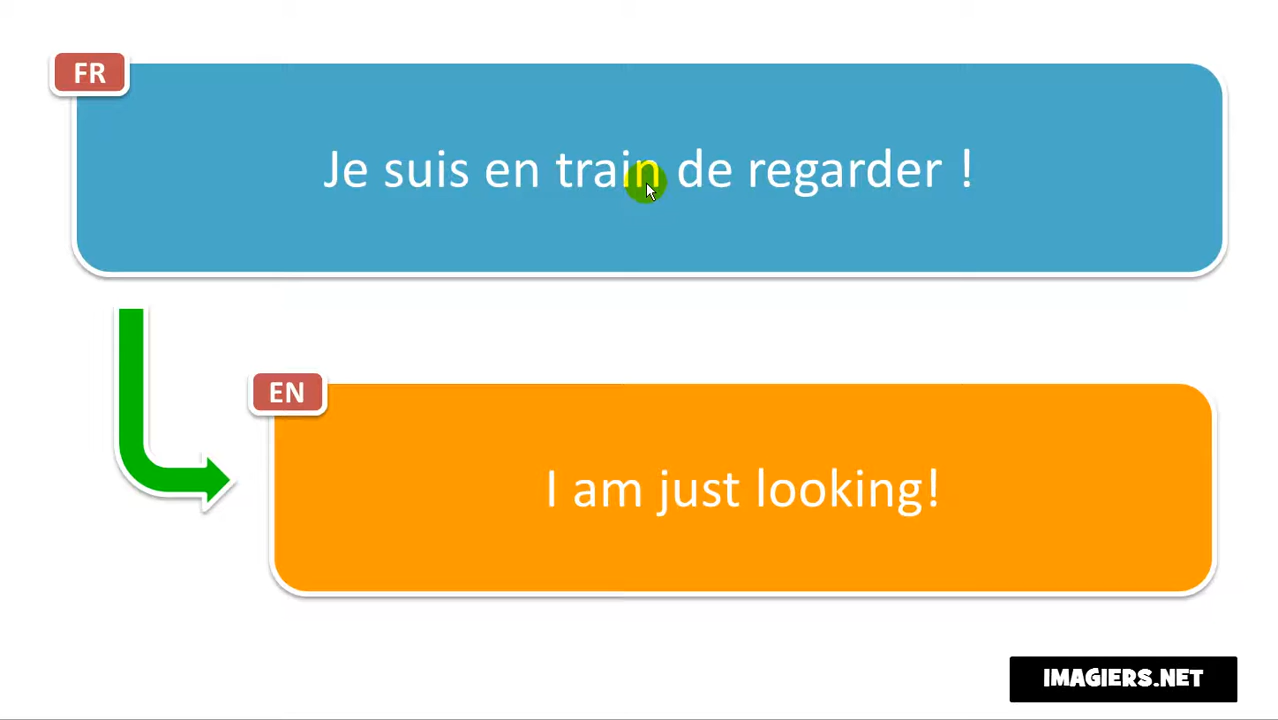 FR
Je suis en train de regarder !
EN
I am just looking!
IMAGIERS.NET